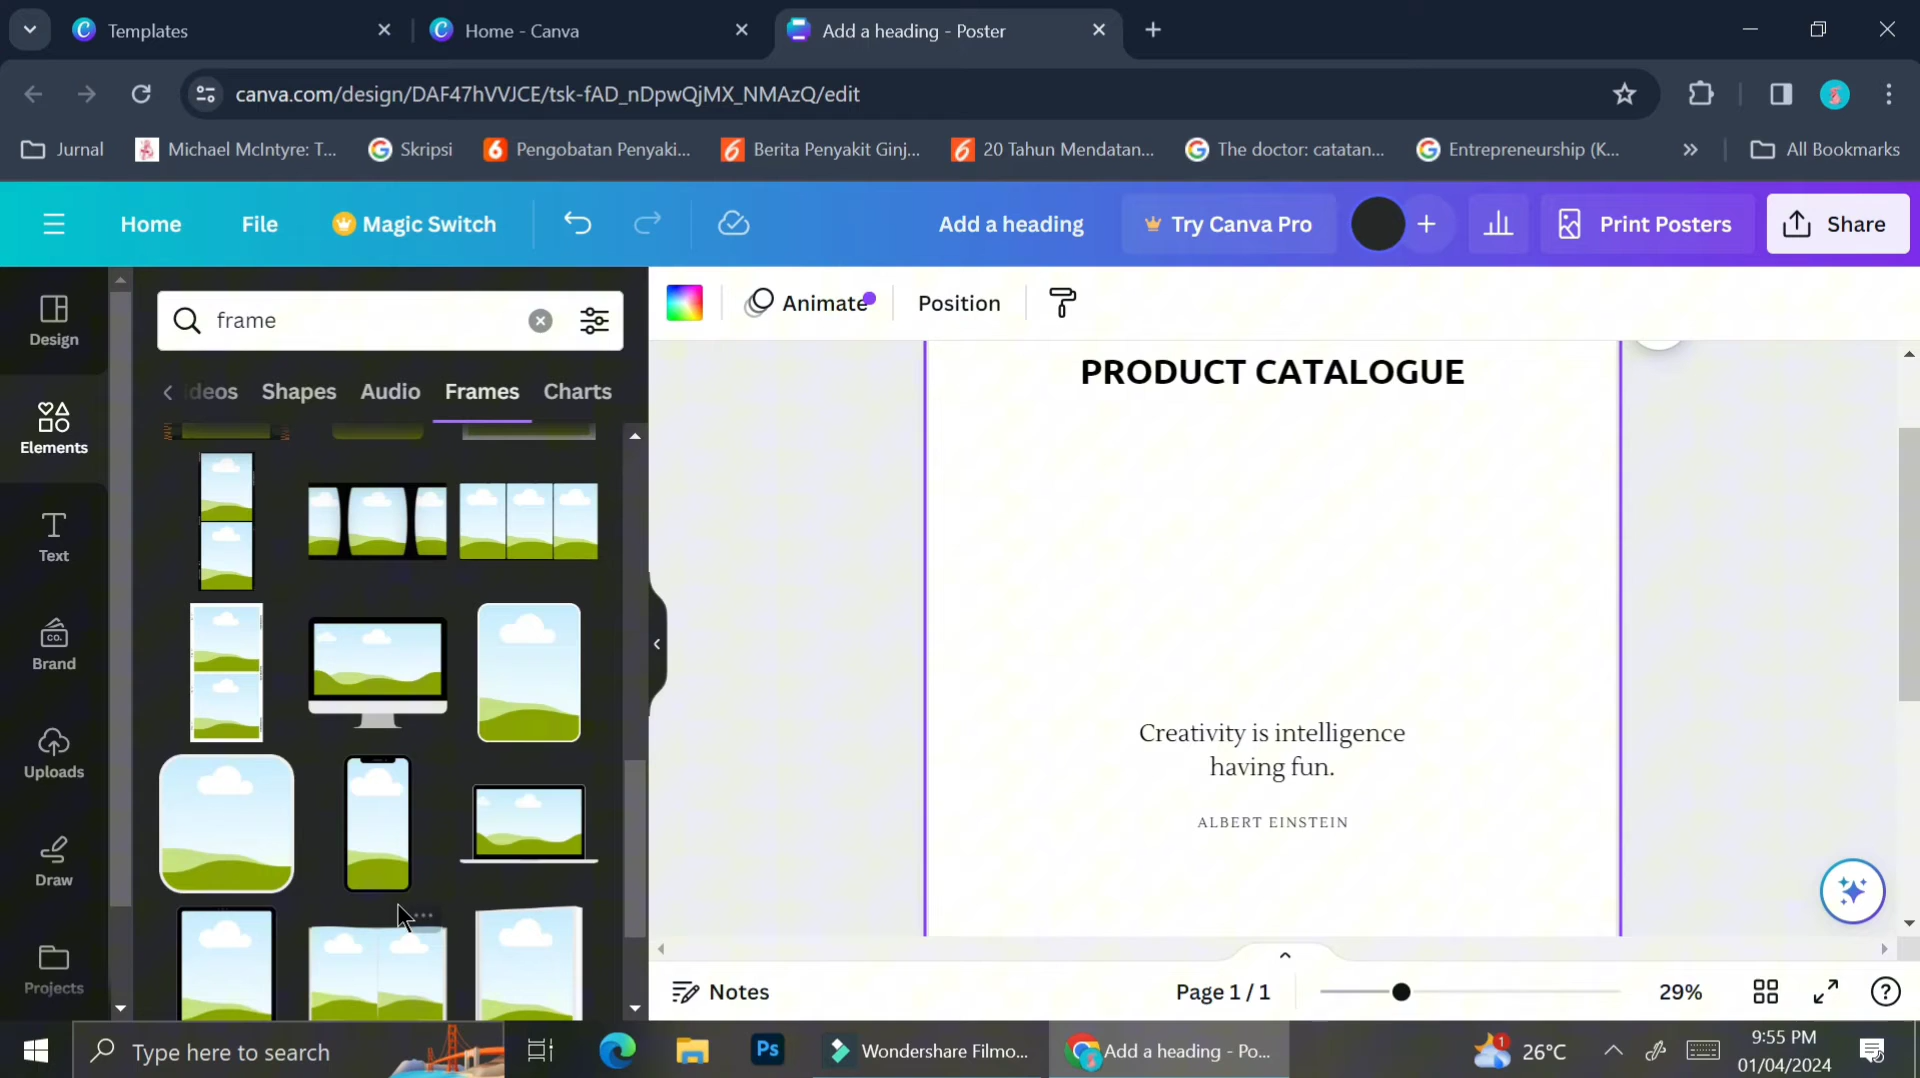 Templates
Home - Canva
Add a heading - Poster
canva.com/design/DAF47hVVJCE/tsk-fAD_nDpwQjMX_NMAzQ/edit
Jurnal
Michael McIntyre: T...
Skripsi
Pengobatan Penyaki...
Berita Penyakit Ginj...
20 Tahun Mendatan...
The doctor: catatan...
Entrepreneurship (K...
All Bookmarks
Home
File
Magic Switch
Add a heading
Try Canva Pro
Print Posters
Share
Design
Elements
Text
Brand
Uploads
Draw
Projects
CO.
frame
deos
Shapes
Audio
Frames
Charts
Animate
Position
PRODUCT CATALOGUE
Creativity is intelligence
having fun.
ALBERT EINSTEIN
Notes
Page 1 / 1
29%
Type here to search
Ps
Wondershare Filmo...
Add a heading - Po...
1
26°C
9:55 PM
01/04/2024